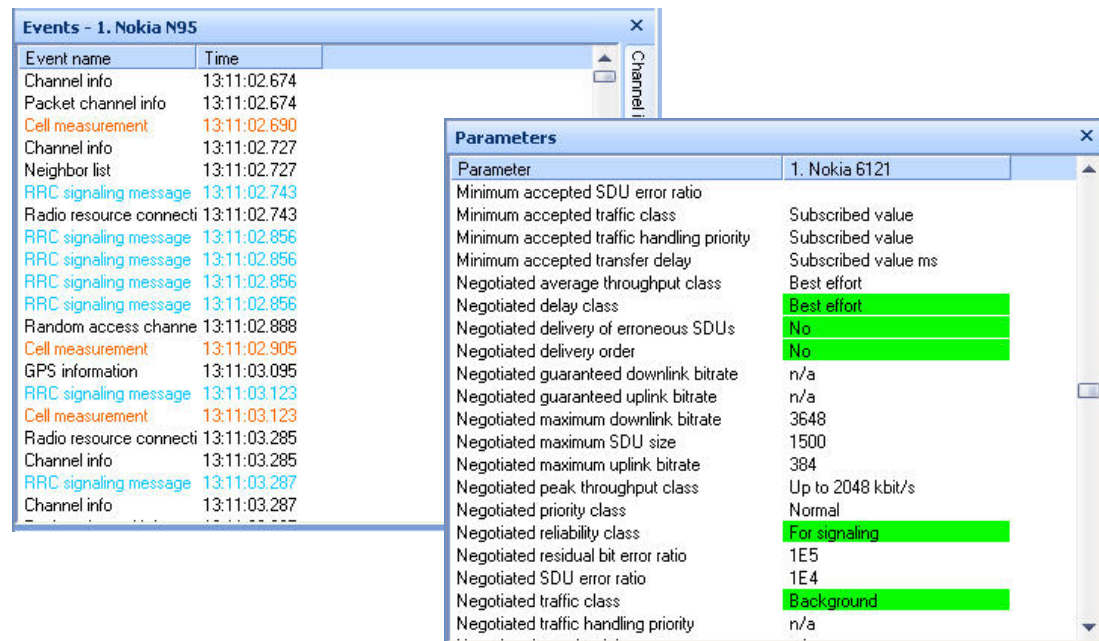 Events - 1. Nokia N95
Event name Time
Channel info 13:11:02.674
Packet channel info 13:11:02.674
Cell measurement 13:11:02.690
Channel info 13:11:02.727
Neighbor list 13:11:02.727
RRC signaling message 13:11:02.743
Radio resource connecti 13:11:02.743
RRC signaling message 13:11:02.856
RRC signaling message 13:11:02.856
RRC signaling message 13:11:02.856
RRC signaling message 13:11:02.856
Random access channe 13:11:02.888
Cell measurement 13:11:02.905
GPS information 13:11:03.095
RRC signaling message 13:11:03.123
Cell measurement 13:11:03.123
Radio resource connecti 13:11:03.285
Channel info 13:11:03.285
RRC signaling message 13:11:03.287
Channel info 13:11:03.287
Channel i
Parameters
Parameter 1. Nokia 6121
Minimum accepted SDU error ratio
Minimum accepted traffic class Subscribed value
Minimum accepted traffic handling priority Subscribed value
Minimum accepted transfer delay Subscribed value ms
Negotiated average throughput class Best effort
Negotiated delay class Best effort
Negotiated delivery of erroneous SDUs No
Negotiated delivery order No
Negotiated guaranteed downlink bitrate n/a
Negotiated guaranteed uplink bitrate n/a
Negotiated maximum downlink bitrate 3648
Negotiated maximum SDU size 1500
Negotiated maximum uplink bitrate 384
Negotiated peak throughput class Up to 2048 kbit/s
Negotiated priority class Normal
Negotiated reliability class For signaling
Negotiated residual bit error ratio 1E5
Negotiated SDU error ratio 1E4
Negotiated traffic class Background
Negotiated traffic handling priority n/a